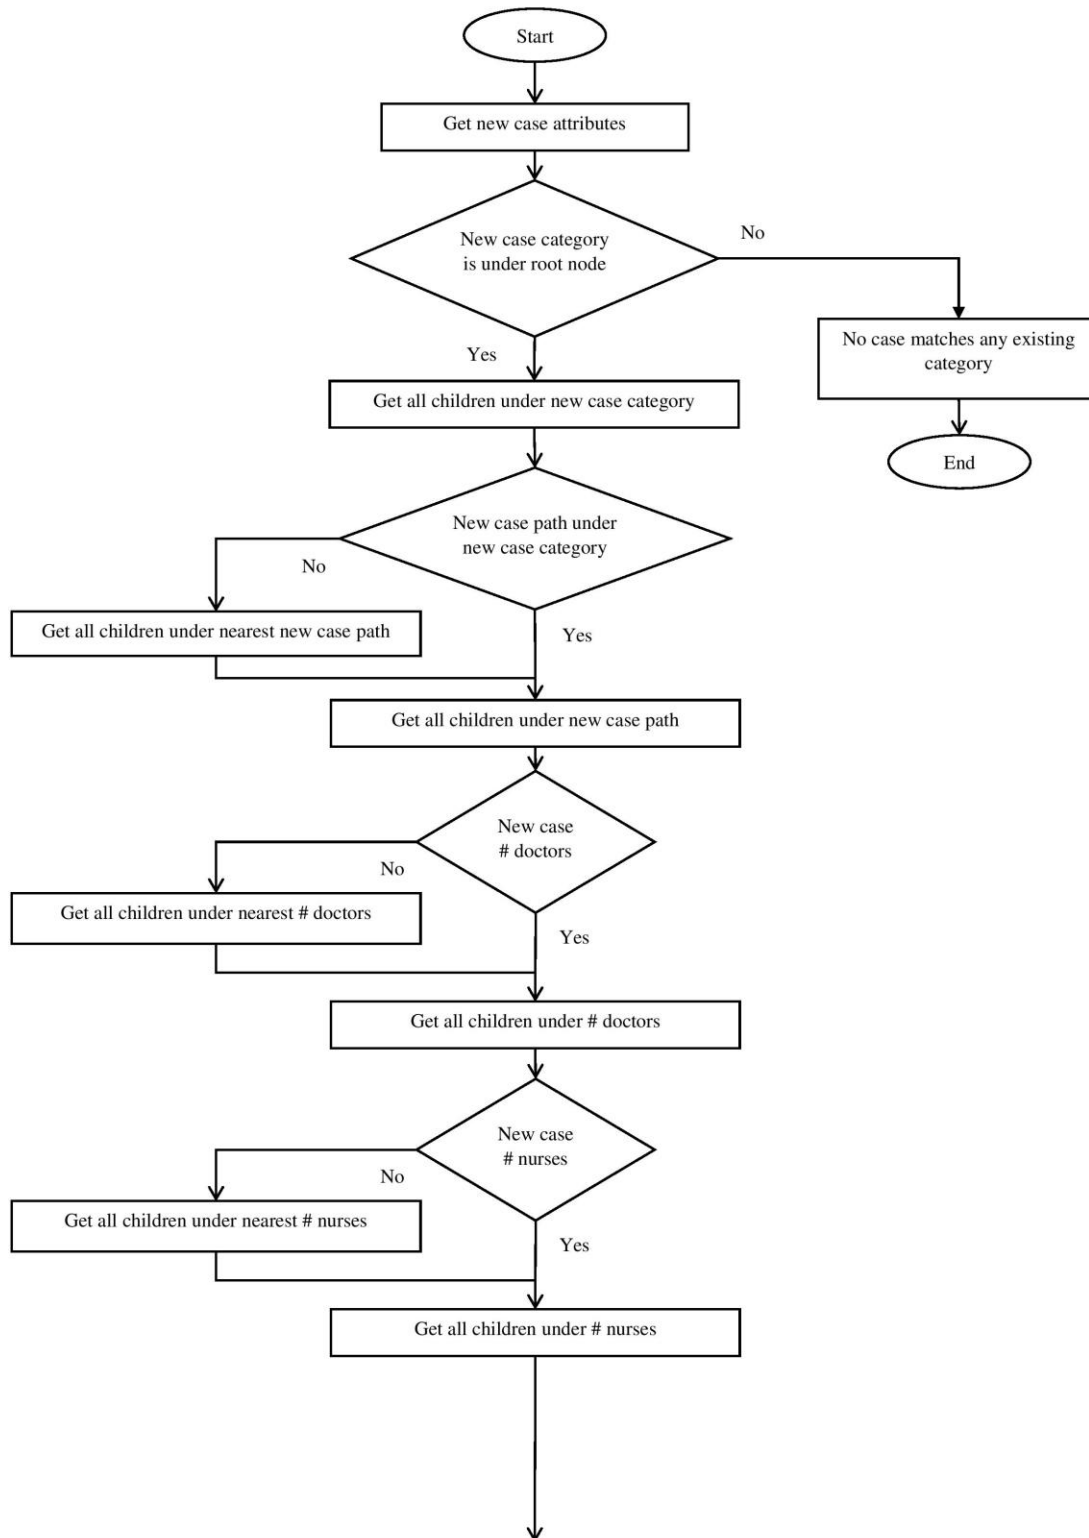 Start
Get new case attributes
New case category
is under root node
No
No case matches any existing
category
Yes
Get all children under new case category
End
New case path under
new case category
No
Get all children under nearest new case path
Yes
Get all children under new case path
New case
# doctors
No
Get all children under nearest # doctors
Yes
Get all children under # doctors
New case
# nurses
No
Get all children under nearest # nurses
Yes
Get all children under # nurses